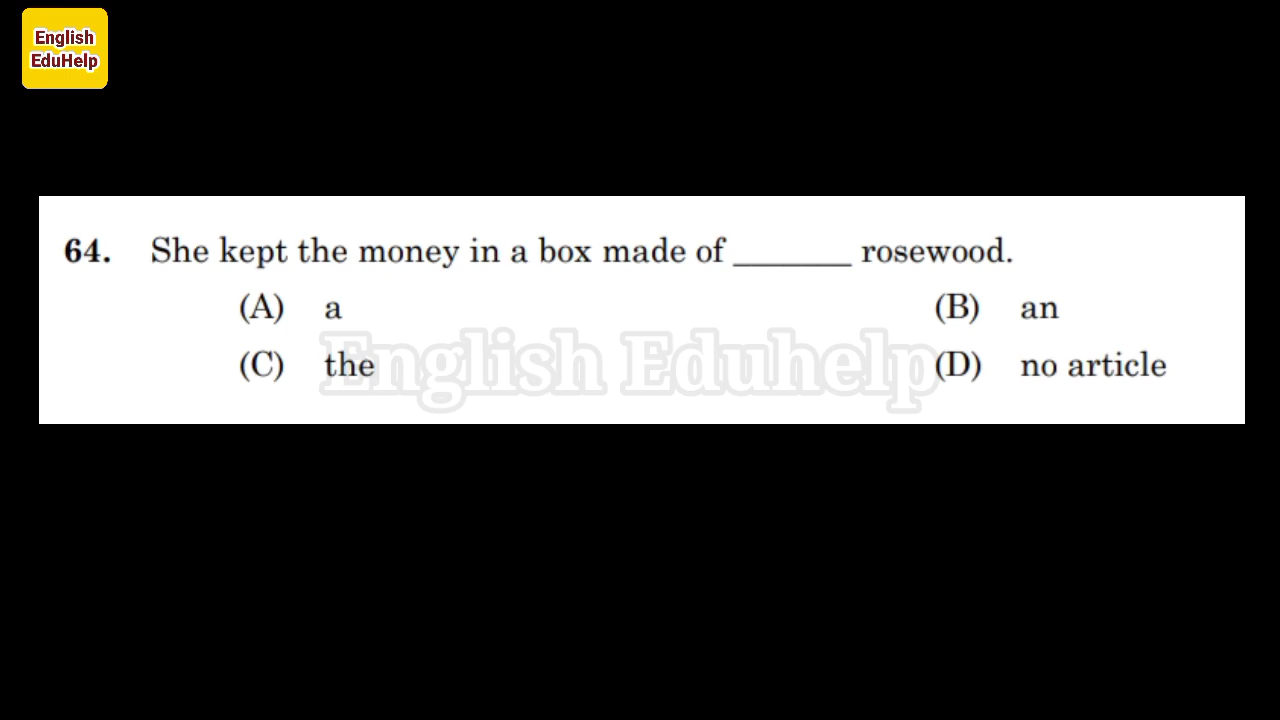 English
EduHelp
64. She kept the money in a box made of _______ rosewood.
(A) a (B) an
(C) the (D) no article
English Eduhelp